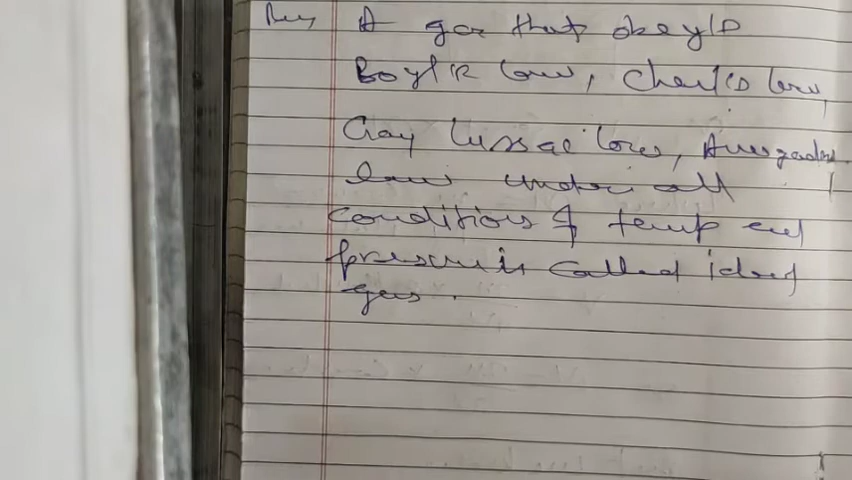 Ans A gas that obeys
Boyle's law, Charle's law,
Gay Lussac law, Avogadro
law under all
conditions of temp and
pressure is called ideal
gas.